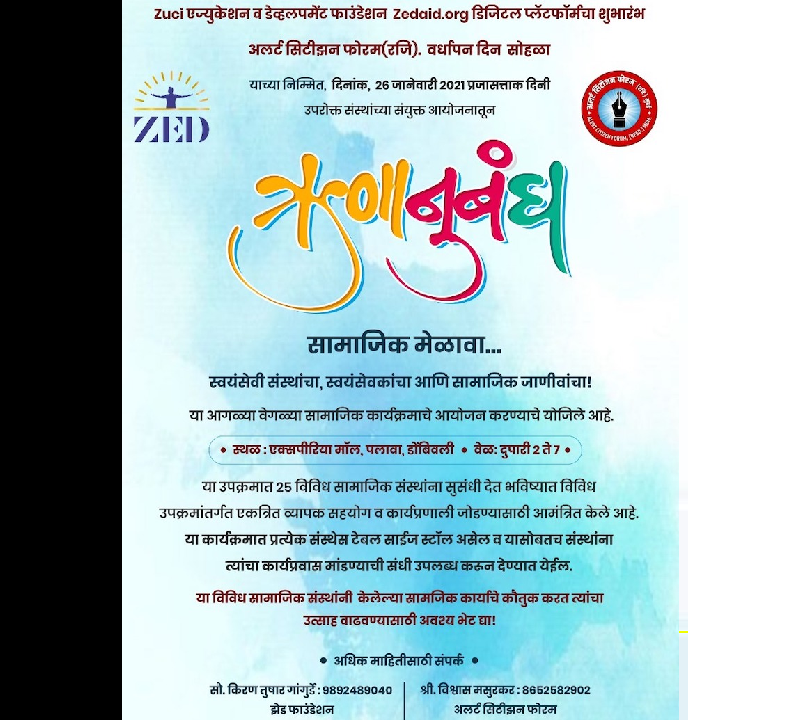 Zuci एज्युकेशन व डेव्हलपमेंट फाउंडेशन Zedaid.org डिजिटल प्लॅटफॉर्मचा शुभारंभ
अलर्ट सिटीझन फोरम(रजि). वर्धापन दिन सोहळा
याच्या निमित्त, दिनांक, 26 जानेवारी 2021 प्रजासत्ताक दिनी
उपरोक्त संस्थांच्या संयुक्त आयोजनातून
ZED
ऋणानुबंध
सामाजिक मेळावा...
स्वयंसेवी संस्थांचा, स्वयंसेवकांचा आणि सामाजिक जाणीवांचा!
या आगळ्या वेगळ्या सामाजिक कार्यक्रमाचे आयोजन करण्याचे योजिले आहे.
• स्थळ : एक्सपीरिया मॉल, पलावा, डोंबिवली • वेळ: दुपारी 2 ते 7 •
या उपक्रमात 25 विविध सामाजिक संस्थांना सुसंधी देत भविष्यात विविध
उपक्रमांतर्गत एकत्रित व्यापक सहयोग व कार्यप्रणाली जोडण्यासाठी आमंत्रित केले आहे.
या कार्यक्रमात प्रत्येक संस्थेस टेबल साईज स्टॉल असेल व यासोबतच संस्थांना
त्यांचा कार्यप्रवास मांडण्याची संधी उपलब्ध करुन देण्यात येईल.
या विविध सामाजिक संस्थांनी केलेल्या सामजिक कार्याचे कौतुक करत त्यांचा
उत्साह वाढवण्यासाठी अवश्य भेट द्या!
• अधिक माहितीसाठी संपर्क •
सौ. किरण तुषार गांगुर्डे : 9892489040
झेड फाउंडेशन
श्री. विश्वास मसुरकर : 8652582902
अलर्ट सिटीझन फोरम